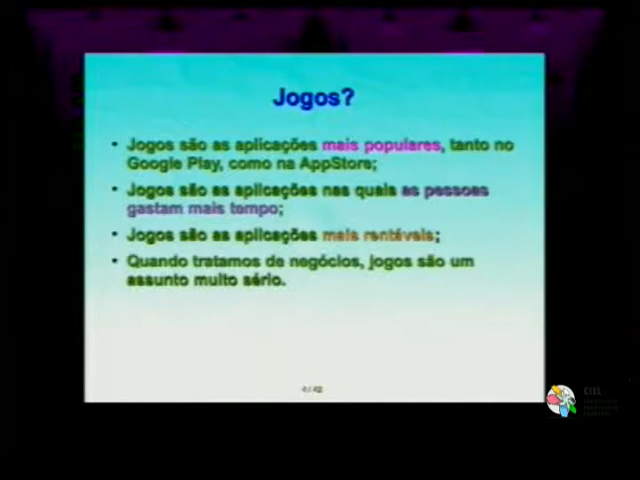 Jogos?
• Jogos são as aplicações mais populares, tanto no
Google Play, como na AppStore;
• Jogos são as aplicações nas quais as pessoas
gastam mais tempo;
• Jogos são as aplicações mais rentáveis;
• Quando tratamos de negócios, jogos são um
assunto muito sério.
4 / 42